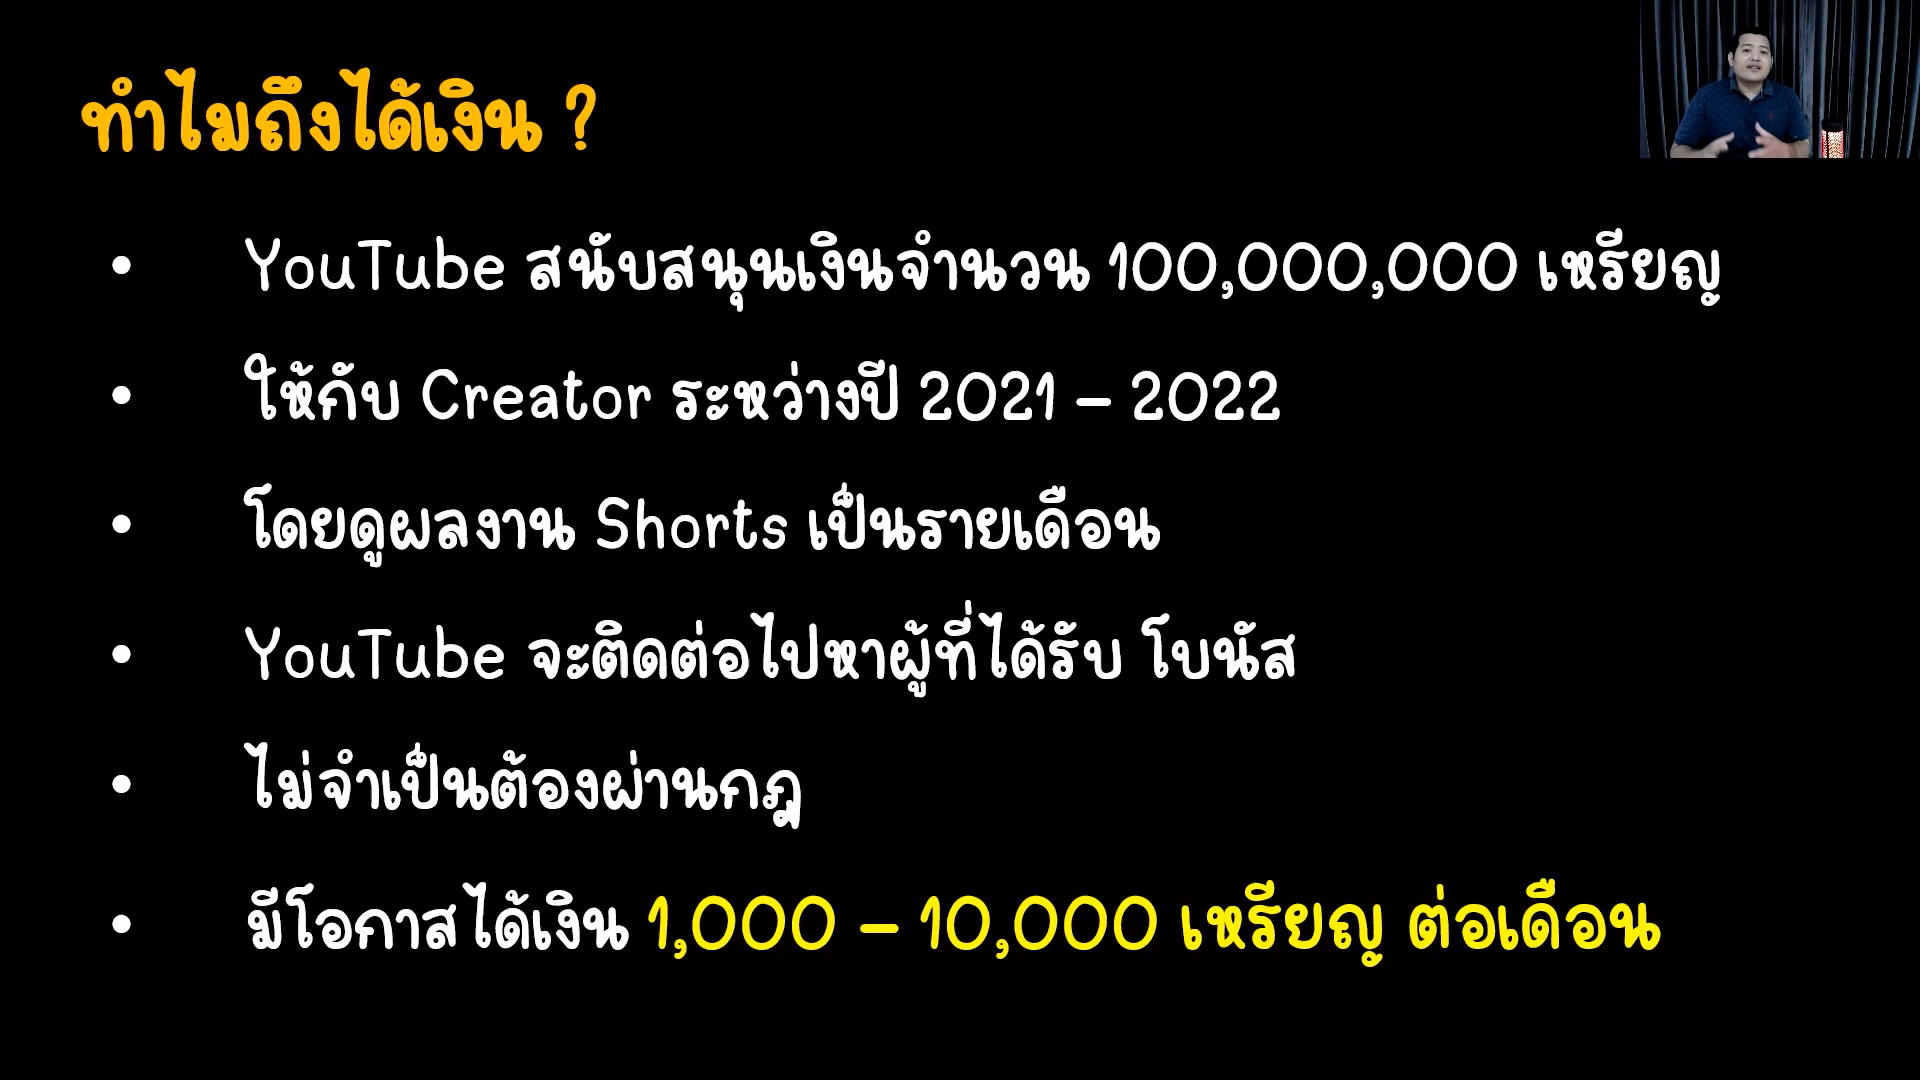 ทำไมถึงได้เงิน ?
• YouTube สนับสนุนเงินจำนวน 100,000,000 เหรียญ
• ให้กับ Creator ระหว่างปี 2021 – 2022
• โดยดูผลงาน Shorts เป็นรายเดือน
• YouTube จะติดต่อไปหาผู้ที่ได้รับ โบนัส
• ไม่จำเป็นต้องผ่านกฎ
• มีโอกาสได้เงิน 1,000 – 10,000 เหรียญ ต่อเดือน